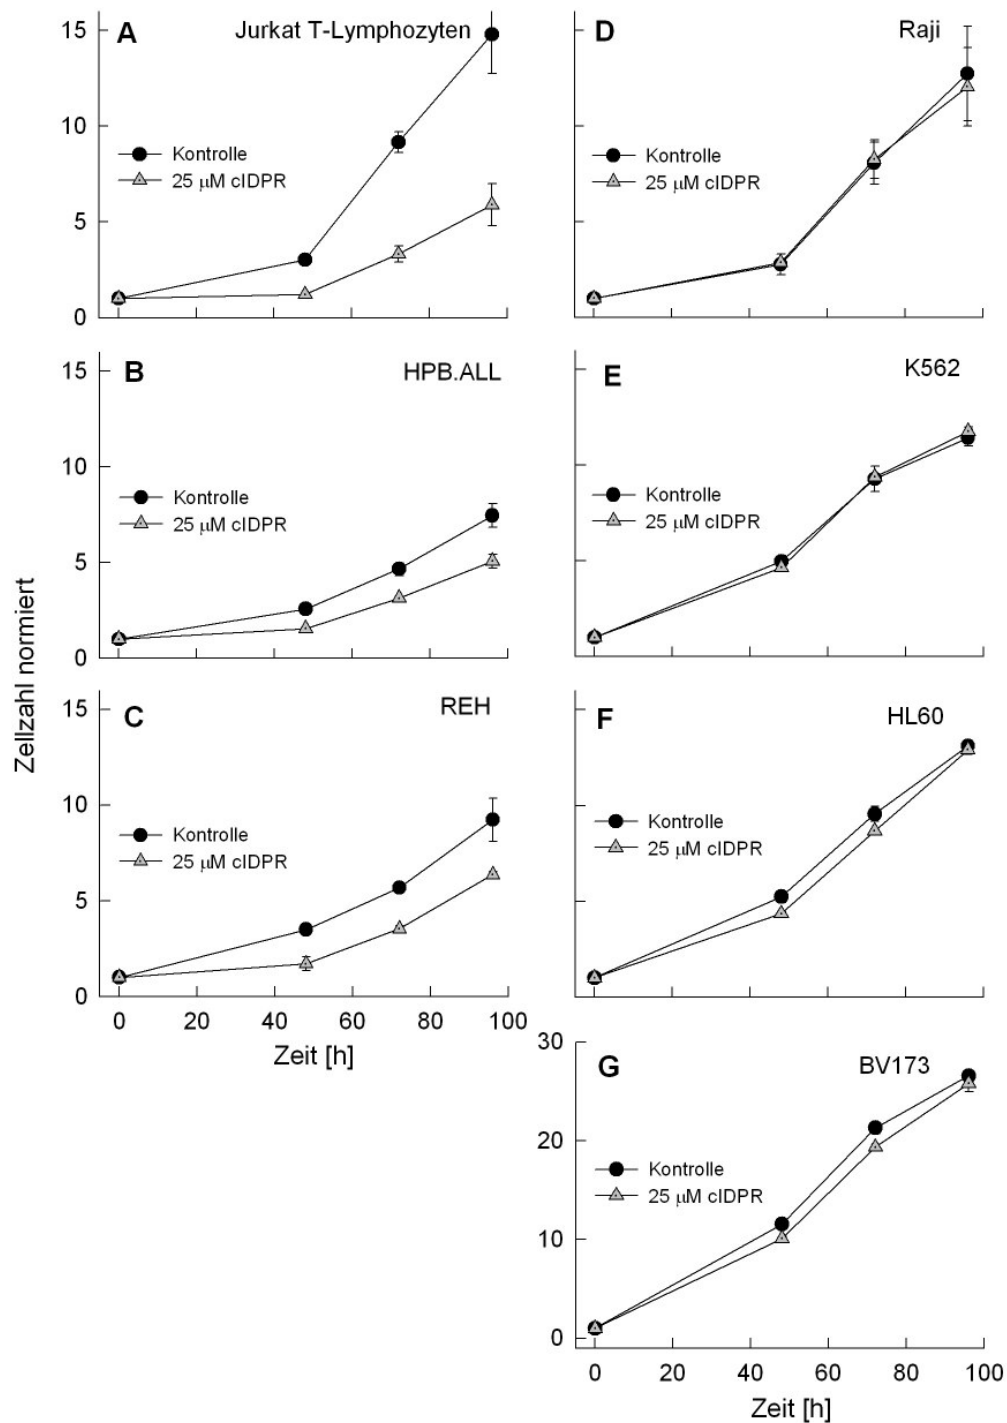 A
Jurkat T-Lymphozyten
15
10
5
0
Kontrolle
25 µM cIDPR
B
HPB.ALL
15
10
5
0
Kontrolle
25 µM cIDPR
C
REH
15
10
5
0
Kontrolle
25 µM cIDPR
0 20 40 60 80 100
Zeit [h]
Zellzahl normiert
D
Raji
Kontrolle
25 µM cIDPR
E
K562
Kontrolle
25 µM cIDPR
F
HL60
Kontrolle
25 µM cIDPR
G
BV173
30
20
10
0
Kontrolle
25 µM cIDPR
0 20 40 60 80 100
Zeit [h]